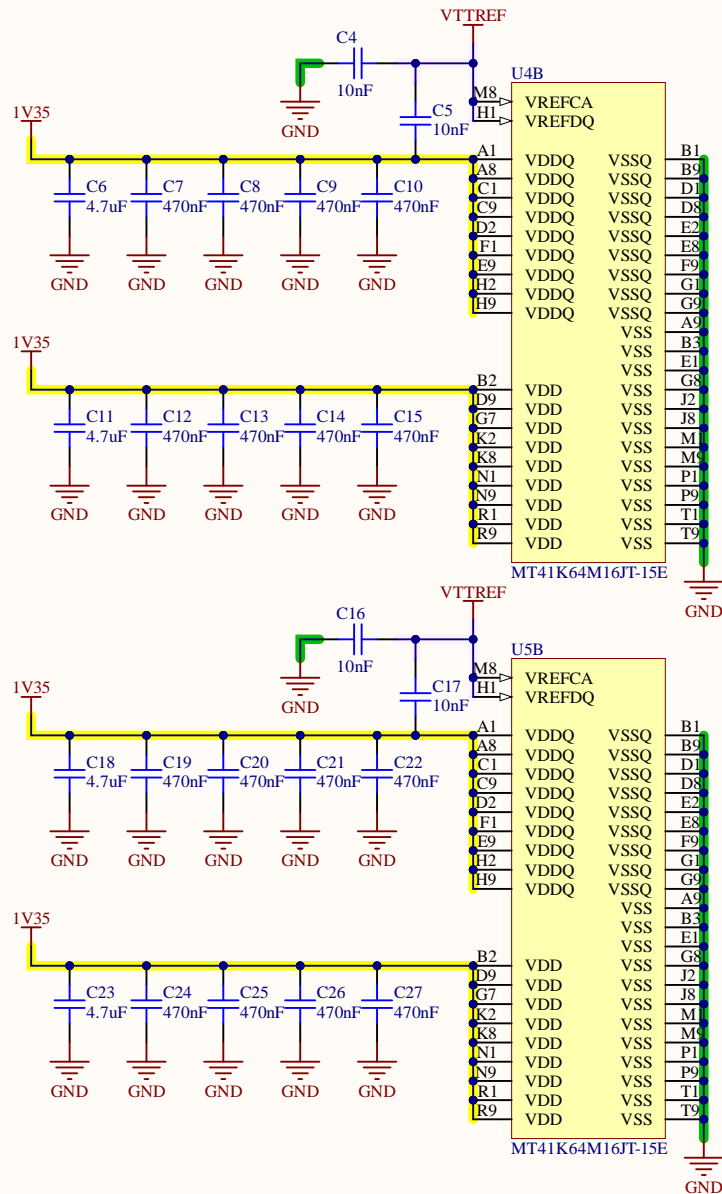 VTTREF
C4
10nF
GND
C5
10nF
U4B
M8 VREFCA
H1 VREFDQ
1V35
A1 VDDQ VSSQ B1
A8 VDDQ VSSQ B9
C1 VDDQ VSSQ D1
C9 VDDQ VSSQ D8
D2 VDDQ VSSQ E2
F1 VDDQ VSSQ E8
E9 VDDQ VSSQ F9
H2 VDDQ VSSQ G1
H9 VDDQ VSSQ G9
VSS A9
VSS B3
VSS E1
C6 C7 C8 C9 C10
4.7uF 470nF 470nF 470nF 470nF
GND GND GND GND GND
1V35
B2 VDD VSS G8
D9 VDD VSS J2
G7 VDD VSS J8
K2 VDD VSS M1
K8 VDD VSS M9
N1 VDD VSS P1
N9 VDD VSS P9
R1 VDD VSS T1
R9 VDD VSS T9
C11 C12 C13 C14 C15
4.7uF 470nF 470nF 470nF 470nF
GND GND GND GND GND
MT41K64M16JT-15E
GND
VTTREF
C16
10nF
GND
C17
10nF
U5B
M8 VREFCA
H1 VREFDQ
1V35
A1 VDDQ VSSQ B1
A8 VDDQ VSSQ B9
C1 VDDQ VSSQ D1
C9 VDDQ VSSQ D8
D2 VDDQ VSSQ E2
F1 VDDQ VSSQ E8
E9 VDDQ VSSQ F9
H2 VDDQ VSSQ G1
H9 VDDQ VSSQ G9
VSS A9
VSS B3
VSS E1
C18 C19 C20 C21 C22
4.7uF 470nF 470nF 470nF 470nF
GND GND GND GND GND
1V35
B2 VDD VSS G8
D9 VDD VSS J2
G7 VDD VSS J8
K2 VDD VSS M1
K8 VDD VSS M9
N1 VDD VSS P1
N9 VDD VSS P9
R1 VDD VSS T1
R9 VDD VSS T9
C23 C24 C25 C26 C27
4.7uF 470nF 470nF 470nF 470nF
GND GND GND GND GND
MT41K64M16JT-15E
GND